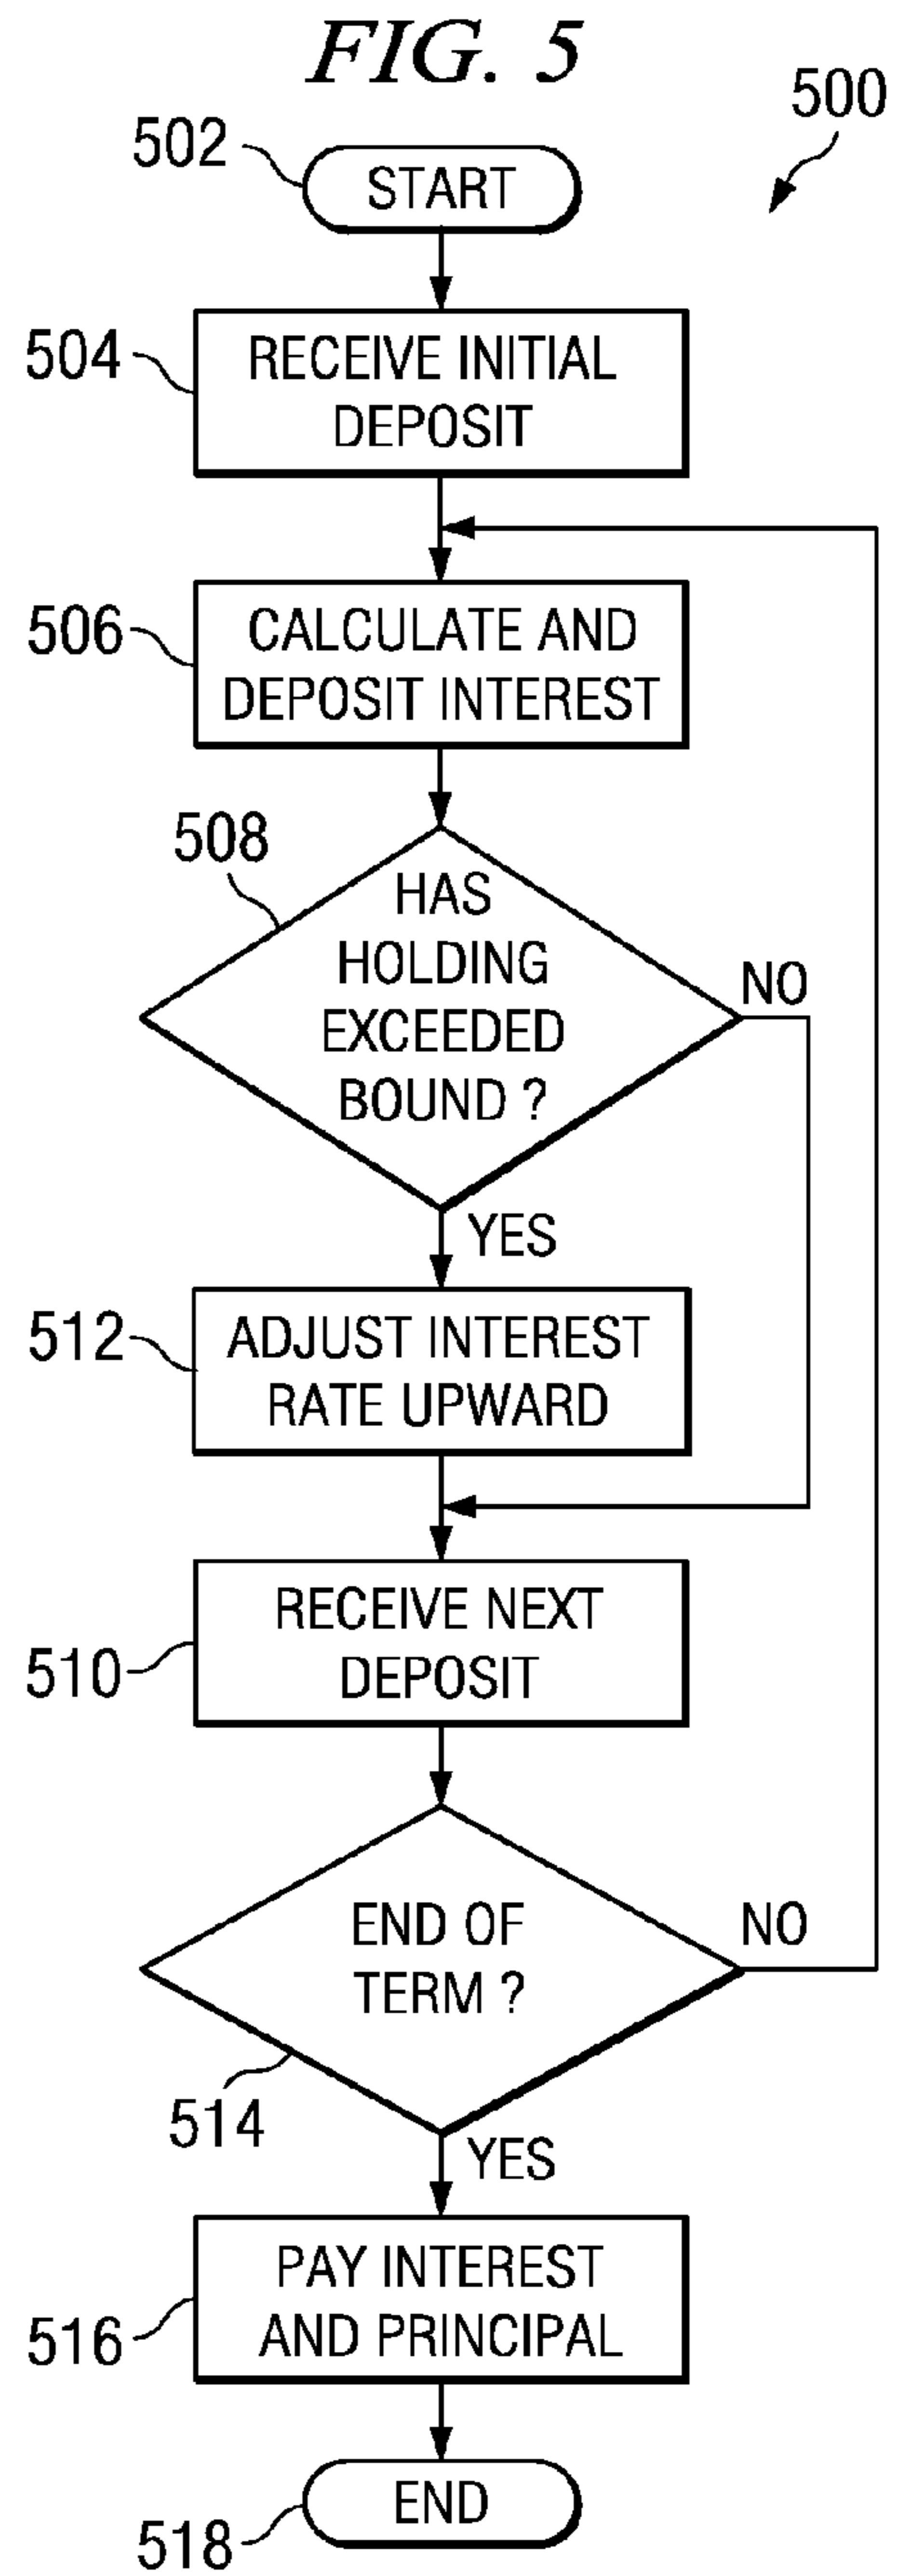 FIG. 5
500
502
START
504
RECEIVE INITIAL
DEPOSIT
506
CALCULATE AND
DEPOSIT INTEREST
508
HAS
HOLDING
EXCEEDED
BOUND ?
NO
YES
512
ADJUST INTEREST
RATE UPWARD
510
RECEIVE NEXT
DEPOSIT
END OF
TERM ?
NO
514
YES
516
PAY INTEREST
AND PRINCIPAL
518
END